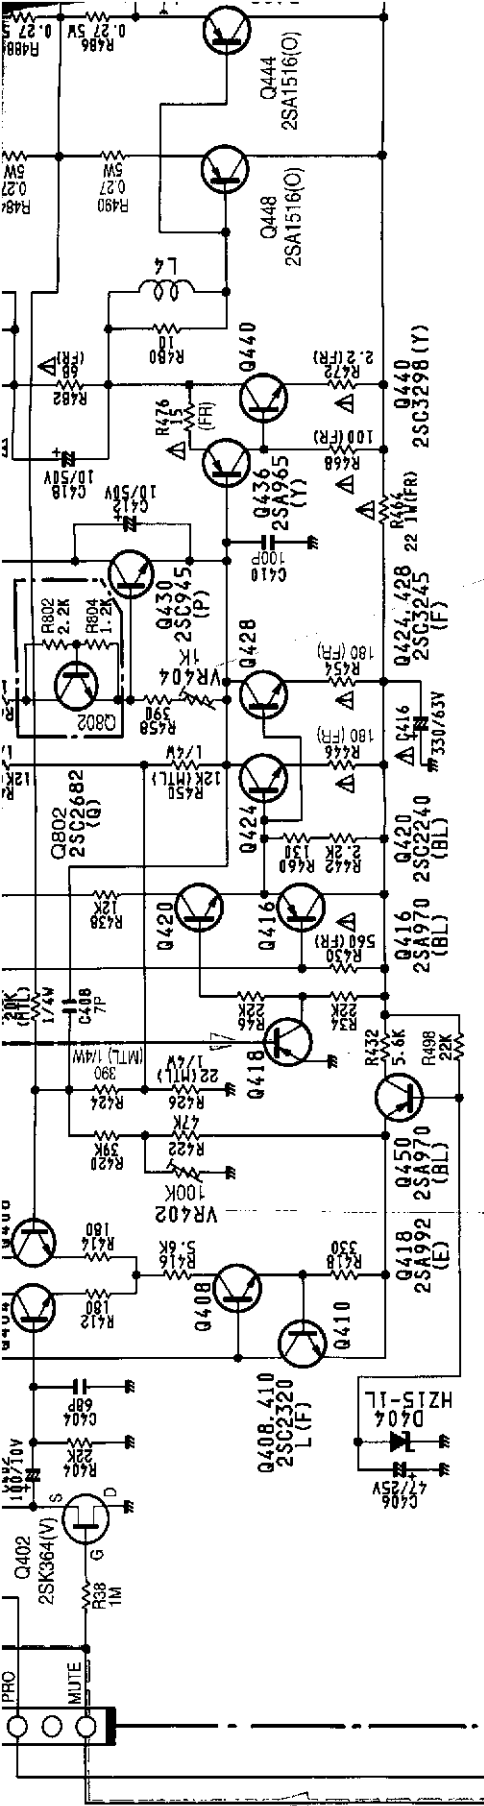 0.27 5W
R486
R488
Q444
2SA1516(O)
5W
0.27
R490
Q448
2SA1516(O)
L4
10
R480
68
(FR)
R482
C418
10/50V
R476
15
(FR)
Q440
2.2(FR)
R472
Q440
2SC3298(Y)
100(FR)
R468
Q436
2SA965
(Y)
R464
22 1W(FR)
C412
10/50V
C410
100P
Q430
2SC945
(P)
R802
2.2K
R804
1.2K
Q802
Q802
2SC2682
(Q)
390
R458
1K
VR404
Q428
180(FR)
R454
Q424,428
2SC3245
(F)
C416
330/63V
1/4W
12K(MTL)
R450
Q424
180(FR)
R446
130
R460
2.2K
R442
12K
R438
Q420
Q416
Q420
2SC2240
(BL)
Q416
2SA970
(BL)
560(FR)
R430
20K
(MTL)
1/4W
C408
7P
22K
R46
22K
R34
Q418
R432
5.6K
R498
22K
(MTL) 1/4W
390
R424
1/4W
22(MTL)
R426
39K
R420
47K
R422
100K
VR402
Q450
2SA970
(BL)
Q418
2SA992
(E)
180
R414
180
R412
5.6K
R416
Q408
330
R418
Q410
Q408,410
2SC2320
L(F)
68P
C404
22K
R404
100/10V
HZ15-1L
D404
C406
47/25V
Q402
2SK364(V)
S
D
G
R38
1M
PRO
MUTE